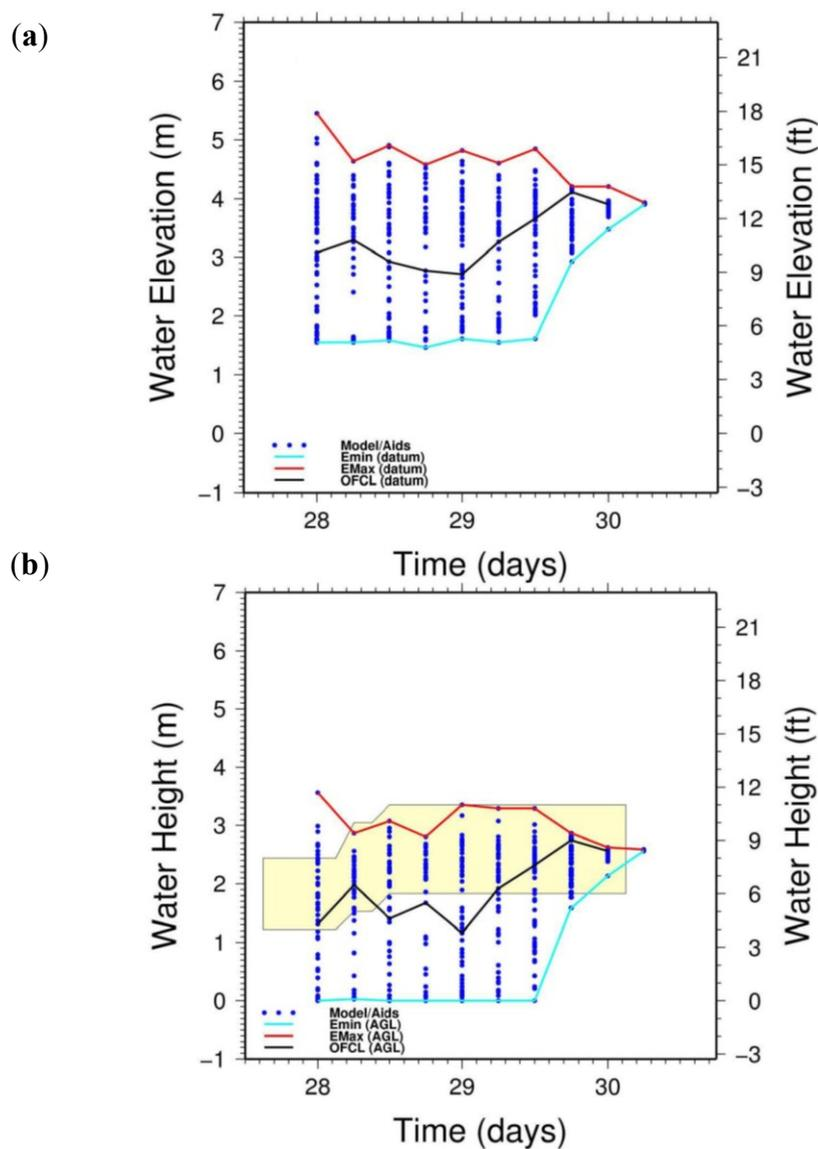 (a)
7
6
5
4
3
2
1
0
−1
Water Elevation (m)
21
18
15
12
9
6
3
0
−3
Water Elevation (ft)
Model/Aids
Emin (datum)
EMax (datum)
OFCL (datum)
28 29 30
Time (days)
(b)
7
6
5
4
3
2
1
0
−1
Water Height (m)
21
18
15
12
9
6
3
0
−3
Water Height (ft)
Model/Aids
Emin (AGL)
EMax (AGL)
OFCL (AGL)
28 29 30
Time (days)